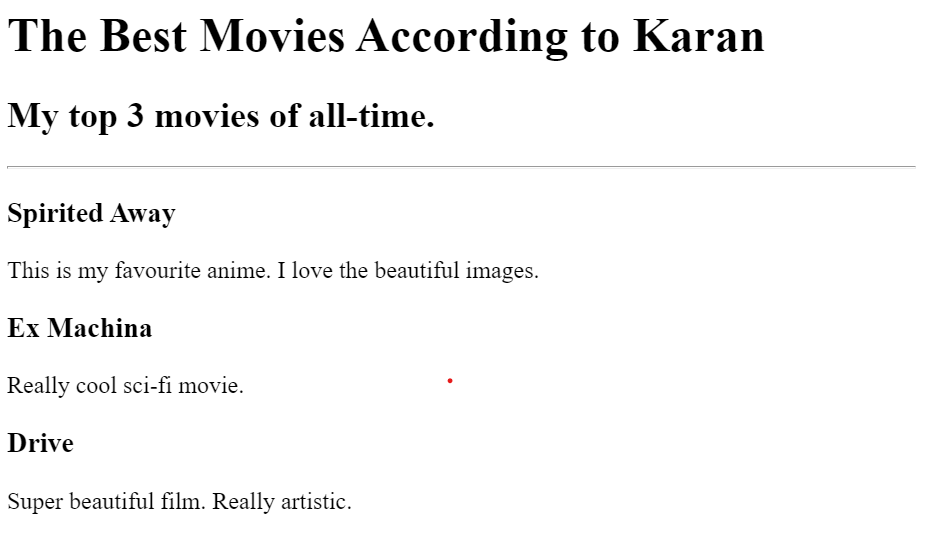 The Best Movies According to Karan
My top 3 movies of all-time.
Spirited Away
This is my favourite anime. I love the beautiful images.
Ex Machina
Really cool sci-fi movie.
Drive
Super beautiful film. Really artistic.